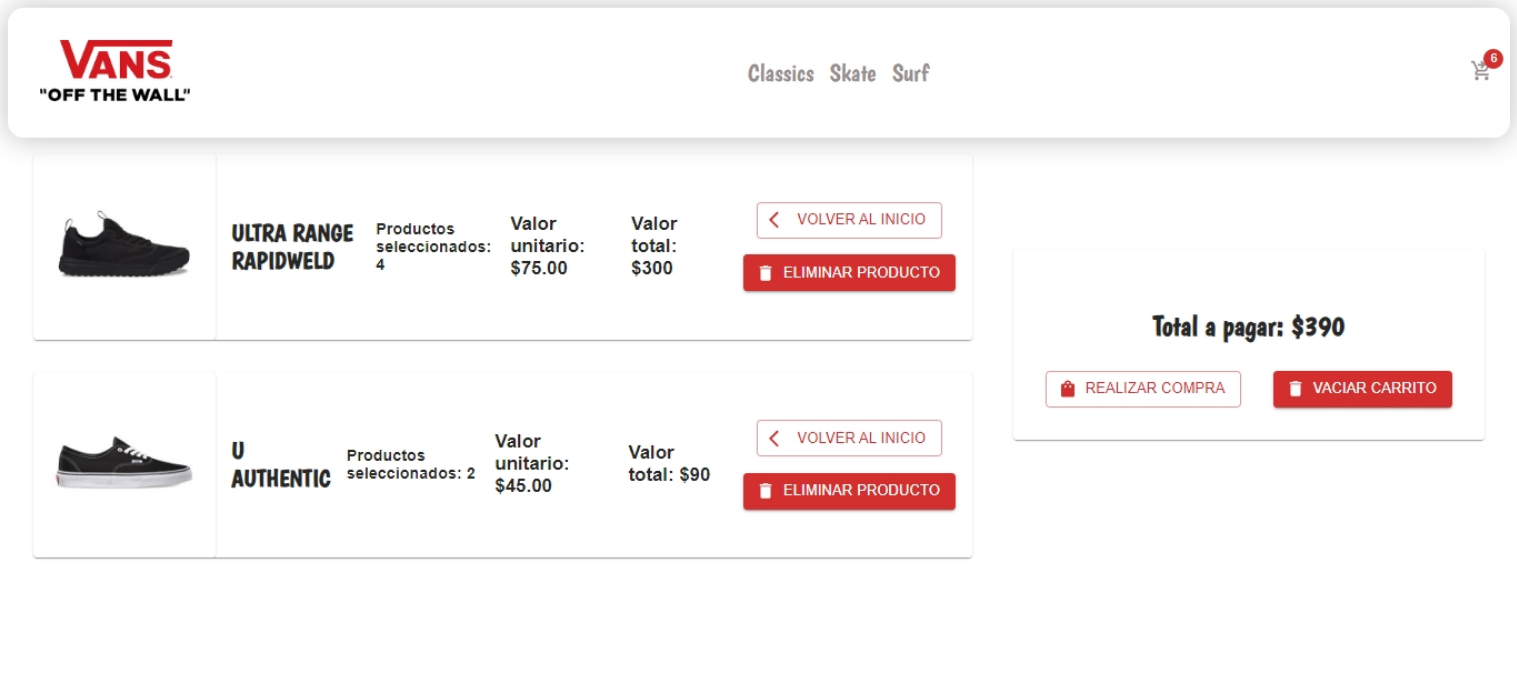 VANS
"OFF THE WALL"
Classics Skate Surf
6
ULTRA RANGE
RAPIDWELD
Productos
seleccionados:
4
Valor
unitario:
$75.00
Valor
total:
$300
VOLVER AL INICIO
ELIMINAR PRODUCTO
U
AUTHENTIC
Productos
seleccionados: 2
Valor
unitario:
$45.00
Valor
total: $90
VOLVER AL INICIO
ELIMINAR PRODUCTO
Total a pagar: $390
REALIZAR COMPRA
VACIAR CARRITO